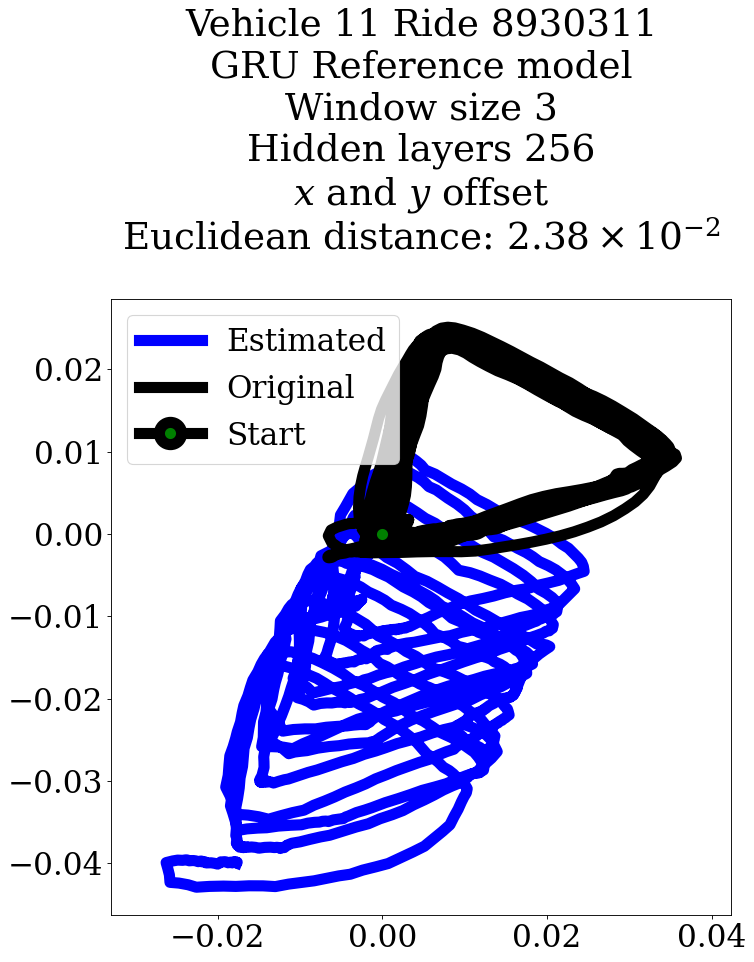 Vehicle 11 Ride 8930311
GRU Reference model
Window size 3
Hidden layers 256
x and y offset
Euclidean distance: 2.38 × 10⁻²
Estimated
Original
Start
0.02
0.01
0.00
−0.01
−0.02
−0.03
−0.04
−0.02 0.00 0.02 0.04